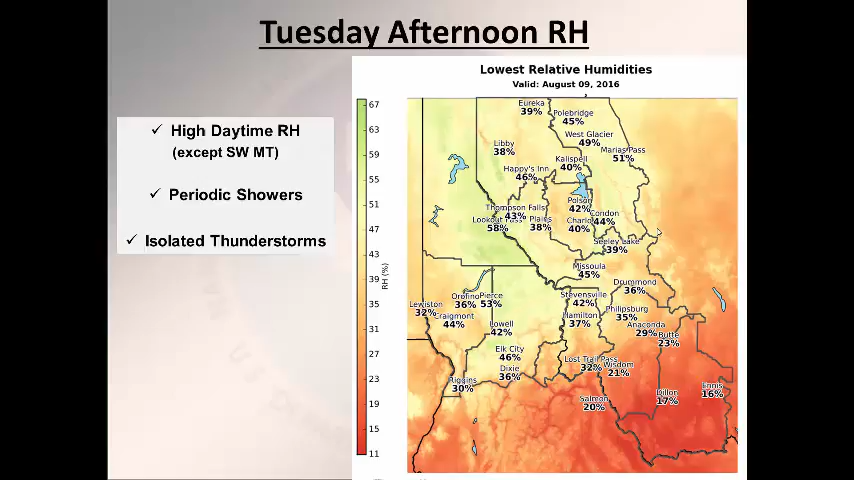 Tuesday Afternoon RH
✓ High Daytime RH
(except SW MT)
✓ Periodic Showers
✓ Isolated Thunderstorms
Lowest Relative Humidities
Valid: August 09, 2016
67
63
59
55
51
47
43
39
35
31
27
23
19
15
11
RH (%)
Eureka
39%
Polebridge
45%
West Glacier
49%
Libby
38%
Marias Pass
51%
Kalispell
40%
Happy's Inn
46%
Polson
42%
Thompson Falls
43%
Lookout Pass
58%
Plains
38%
Charlo
40%
Condon
44%
Seeley Lake
39%
Missoula
45%
Drummond
36%
Orofino
36%
Pierce
53%
Stevensville
42%
Lewiston
32%
Craigmont
44%
Hamilton
37%
Philipsburg
35%
Lowell
42%
Anaconda
29%
Butte
23%
Elk City
46%
Lost Trail Pass
32%
Wisdom
21%
Dixie
36%
Riggins
30%
Salmon
20%
Dillon
17%
Ennis
16%